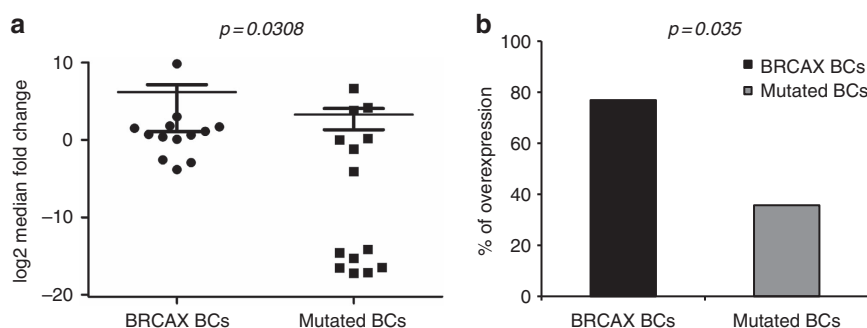 a
p=0.0308
log2 median fold change
10
0
−10
−20
BRCAX BCs
Mutated BCs
b
p=0.035
% of overexpression
100
80
60
40
20
0
BRCAX BCs
Mutated BCs
BRCAX BCs
Mutated BCs